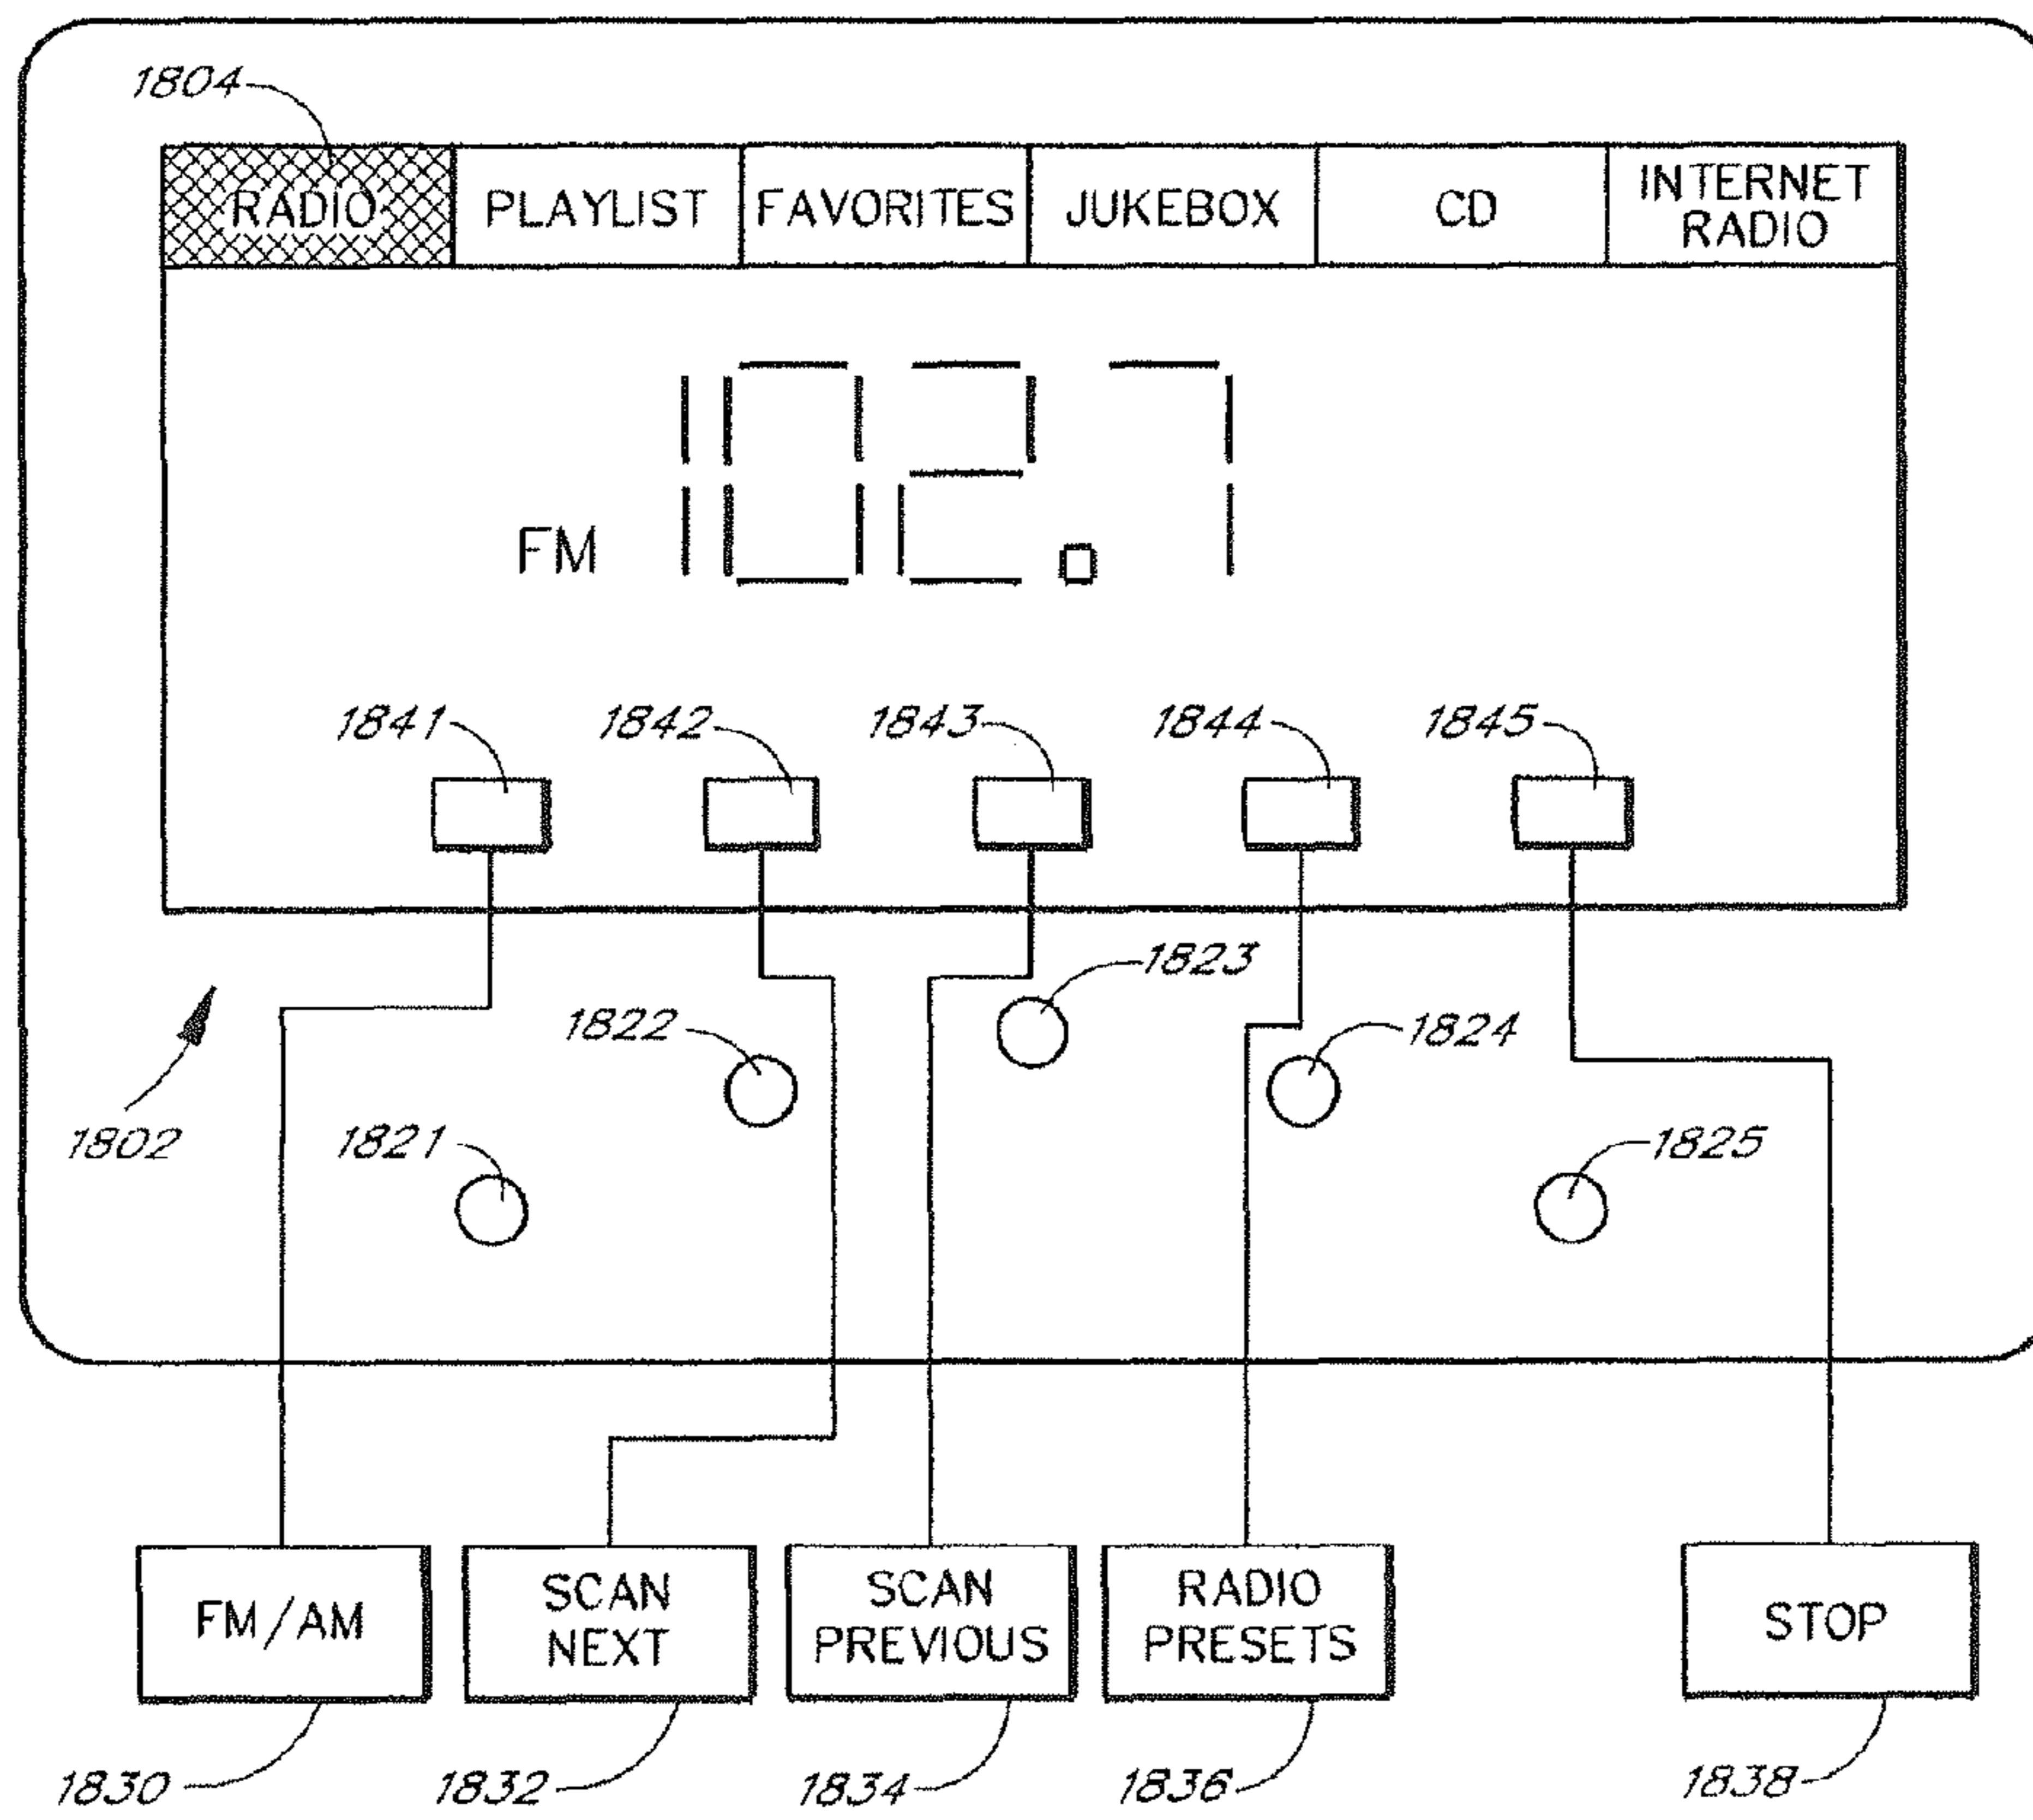 1804
RADIO PLAYLIST FAVORITES JUKEBOX CD INTERNET RADIO
FM 102.7
1841 1842 1843 1844 1845
1823
1822 1824
1802 1821 1825
FM/AM
SCAN
NEXT
SCAN
PREVIOUS
RADIO
PRESETS
STOP
1830 1832 1834 1836 1838